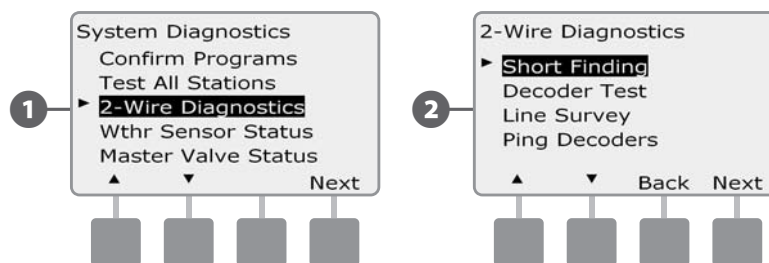 System Diagnostics
Confirm Programs
Test All Stations
1
► 2-Wire Diagnostics
Wthr Sensor Status
Master Valve Status
▲ ▼ Next
2-Wire Diagnostics
► Short Finding
Decoder Test
2
Line Survey
Ping Decoders
▲ ▼ Back Next